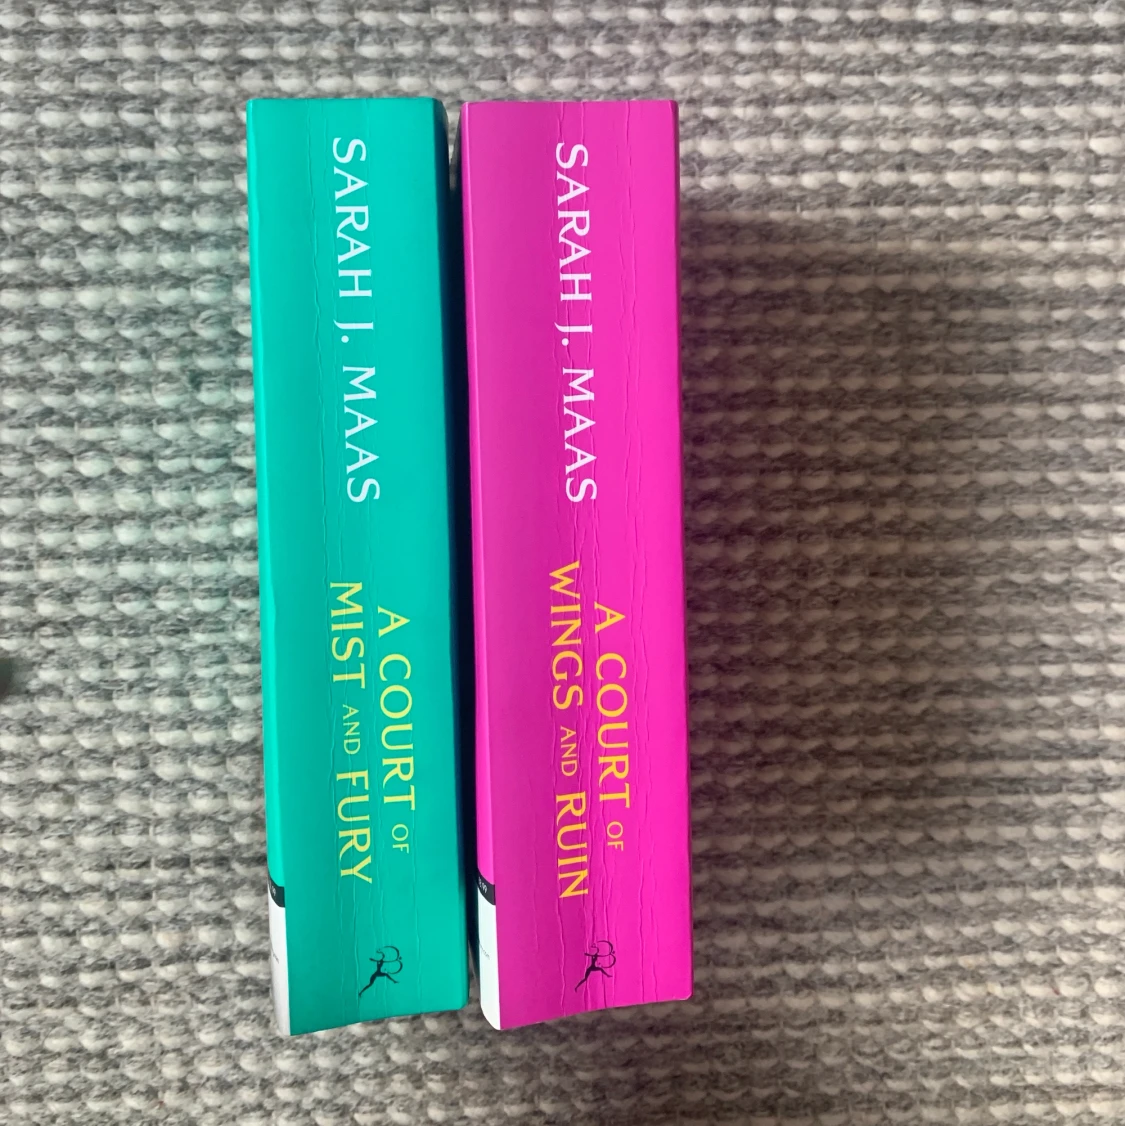 SARAH J. MAAS
A COURT OF
MIST AND FURY
SARAH J. MAAS
A COURT OF
WINGS AND RUIN